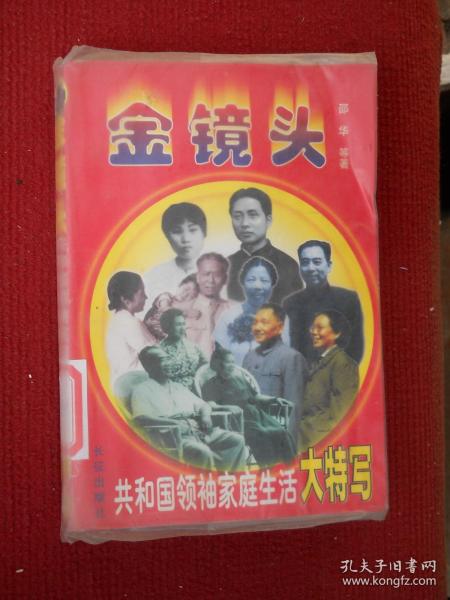 金镜头
邵华 等著
共和国领袖家庭生活大特写
长征出版社
孔夫子旧书网
www.kongfz.com